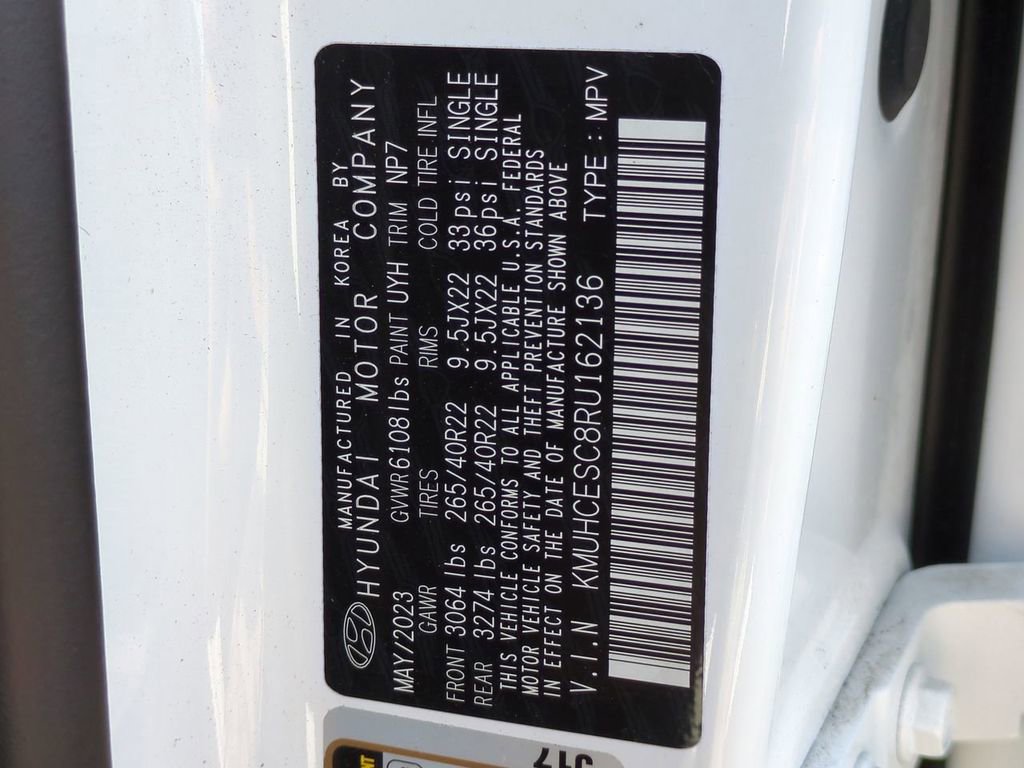 MANUFACTURED IN KOREA BY
HYUNDAI MOTOR COMPANY
MAY/2023 GVWR6108lbs PAINT UYH TRIM NP7
GAWR TIRES RIMS COLD TIRE INFL
FRONT 3064 lbs 265/40R22 9.5JX22 33psi SINGLE
REAR 3274 lbs 265/40R22 9.5JX22 36psi SINGLE
THIS VEHICLE CONFORMS TO ALL APPLICABLE U.S.A. FEDERAL
MOTOR VEHICLE SAFETY AND THEFT PREVENTION STANDARDS
IN EFFECT ON THE DATE OF MANUFACTURE SHOWN ABOVE
V.I.N KMUHCESC8RU162136 TYPE : MPV